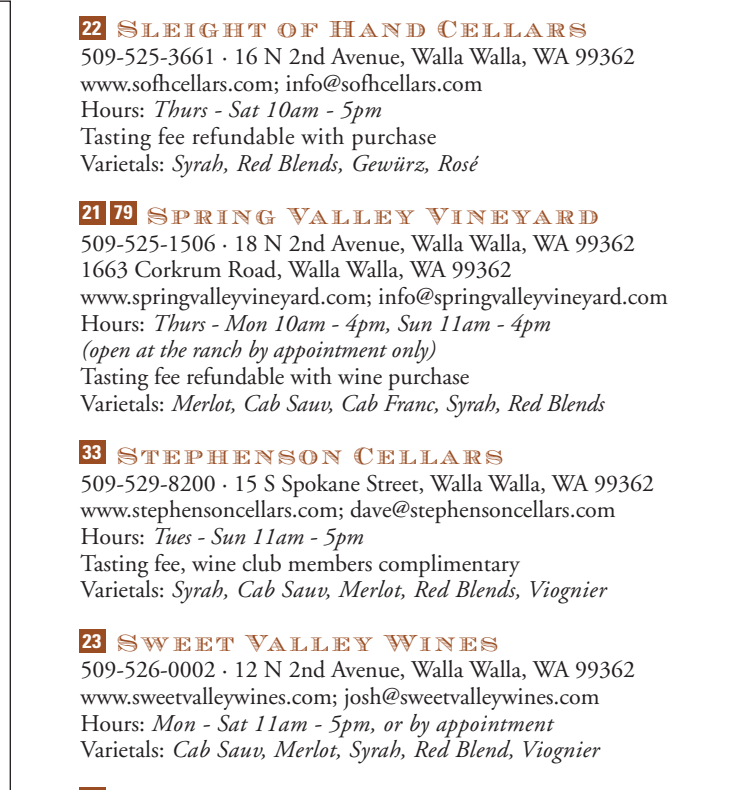 22 Sleight of Hand Cellars
509-525-3661 · 16 N 2nd Avenue, Walla Walla, WA 99362
www.sofhcellars.com; info@sofhcellars.com
Hours: Thurs - Sat 10am - 5pm
Tasting fee refundable with purchase
Varietals: Syrah, Red Blends, Gewürz, Rosé
21 79 Spring Valley Vineyard
509-525-1506 · 18 N 2nd Avenue, Walla Walla, WA 99362
1663 Corkrum Road, Walla Walla, WA 99362
www.springvalleyvineyard.com; info@springvalleyvineyard.com
Hours: Thurs - Mon 10am - 4pm, Sun 11am - 4pm
(open at the ranch by appointment only)
Tasting fee refundable with wine purchase
Varietals: Merlot, Cab Sauv, Cab Franc, Syrah, Red Blends
33 Stephenson Cellars
509-529-8200 · 15 S Spokane Street, Walla Walla, WA 99362
www.stephensoncellars.com; dave@stephensoncellars.com
Hours: Tues - Sun 11am - 5pm
Tasting fee, wine club members complimentary
Varietals: Syrah, Cab Sauv, Merlot, Red Blends, Viognier
23 Sweet Valley Wines
509-526-0002 · 12 N 2nd Avenue, Walla Walla, WA 99362
www.sweetvalleywines.com; josh@sweetvalleywines.com
Hours: Mon - Sat 11am - 5pm, or by appointment
Varietals: Cab Sauv, Merlot, Syrah, Red Blend, Viognier